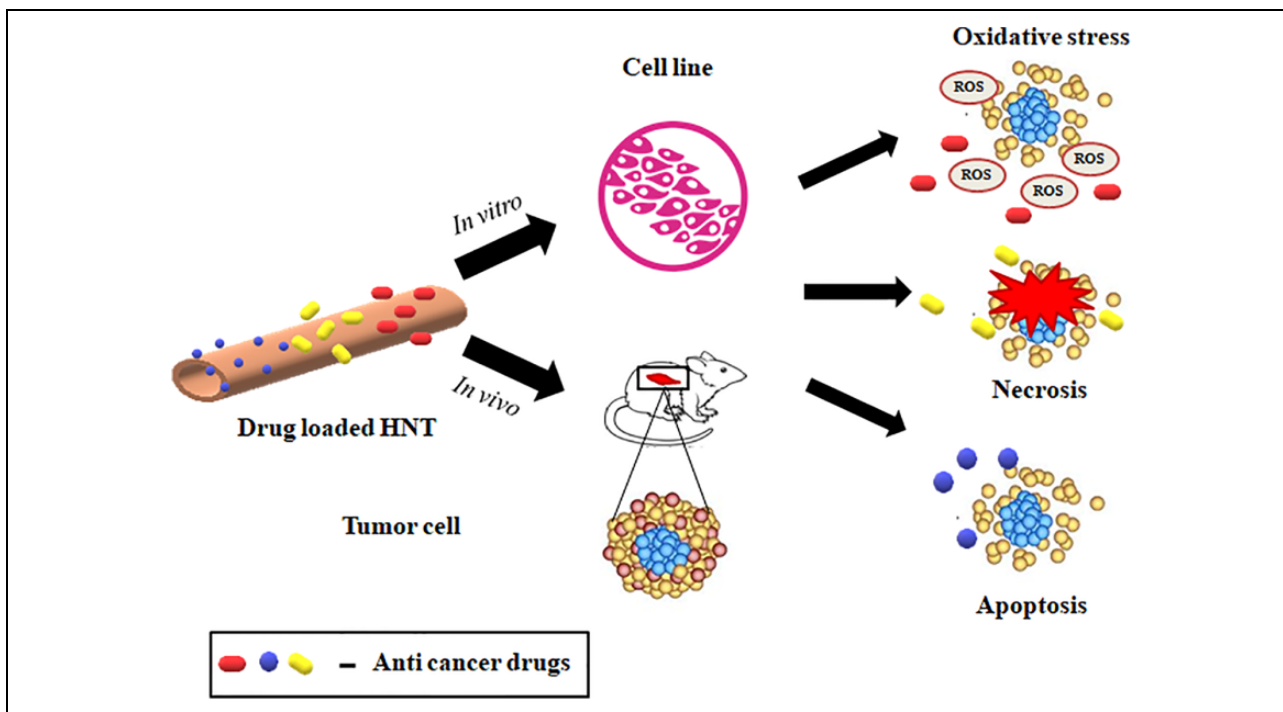 Oxidative stress
Cell line
ROS
ROS
ROS
ROS
In vitro
In vivo
Drug loaded HNT
Necrosis
Tumor cell
Apoptosis
– Anti cancer drugs